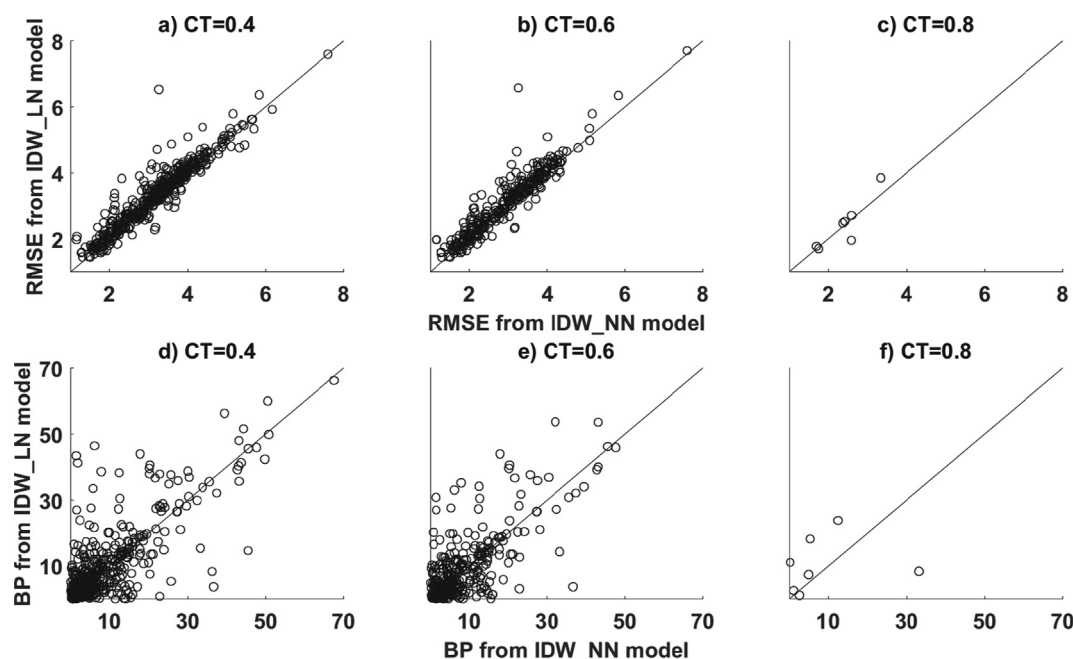 a) CT=0.4
b) CT=0.6
c) CT=0.8
RMSE from IDW_LN model
8
6
4
2
2 4 6 8
2 4 6 8
2 4 6 8
RMSE from IDW_NN model
d) CT=0.4
e) CT=0.6
f) CT=0.8
BP from IDW_LN model
70
50
30
10
10 30 50 70
10 30 50 70
10 30 50 70
BP from IDW_NN model